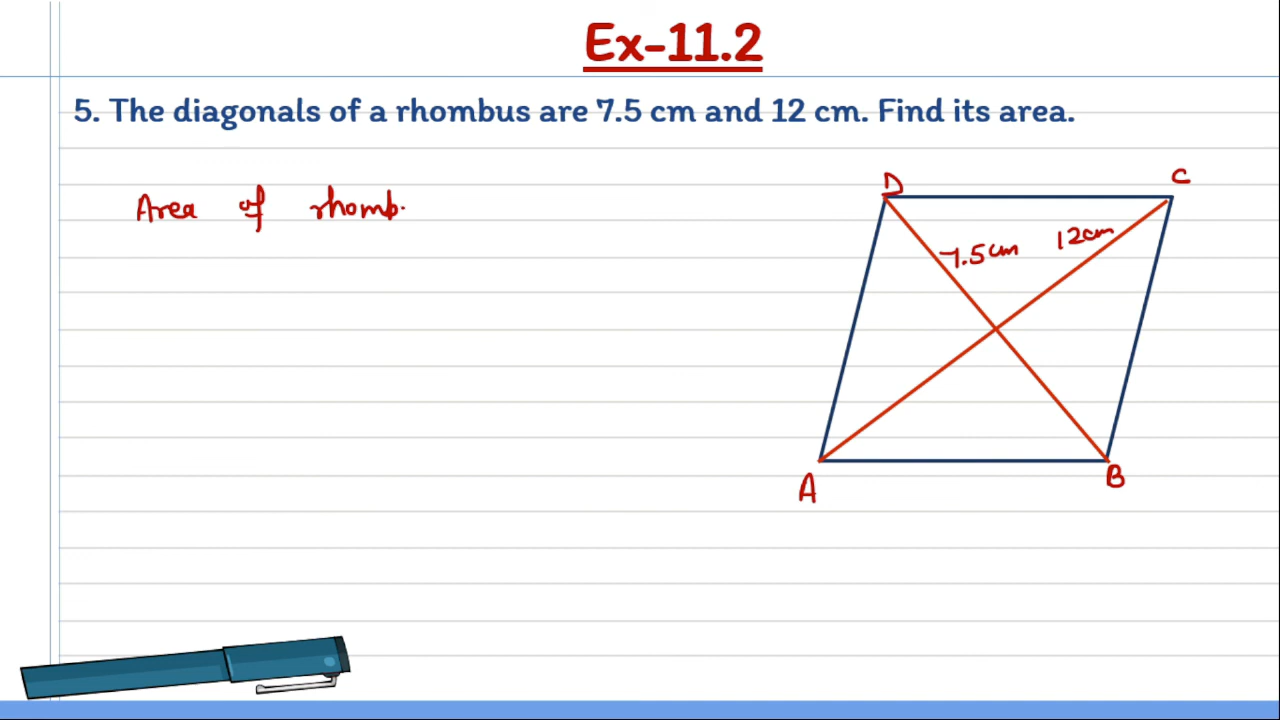 Ex-11.2
5. The diagonals of a rhombus are 7.5 cm and 12 cm. Find its area.
Area of rhomb.
D
C
7.5cm
12cm
A
B